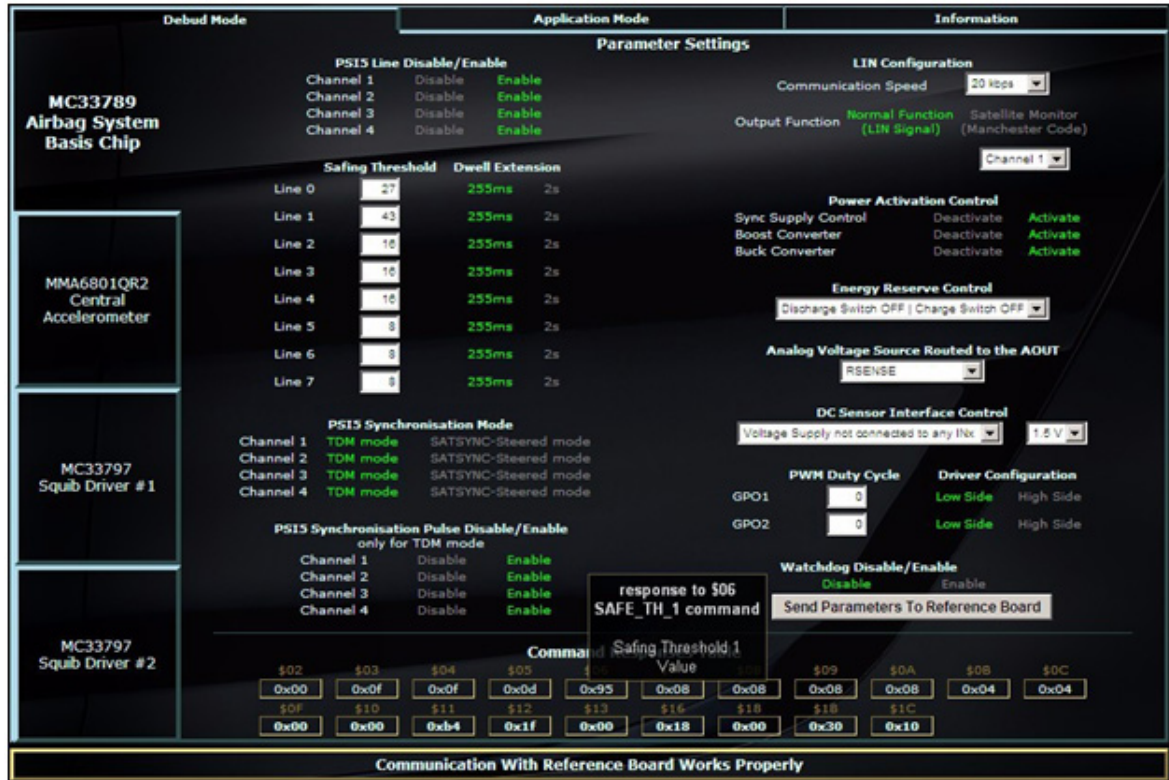 Debud Mode
Application Mode
Information
Parameter Settings
MC33789
Airbag System
Basis Chip
MMA6801QR2
Central
Accelerometer
MC33797
Squib Driver #1
MC33797
Squib Driver #2
PSI5 Line Disable/Enable
Channel 1 Disable Enable
Channel 2 Disable Enable
Channel 3 Disable Enable
Channel 4 Disable Enable
Safing Threshold Dwell Extension
Line 0 27 255ms 2s
Line 1 43 255ms 2s
Line 2 16 255ms 2s
Line 3 16 255ms 2s
Line 4 16 255ms 2s
Line 5 8 255ms 2s
Line 6 8 255ms 2s
Line 7 8 255ms 2s
PSI5 Synchronisation Mode
Channel 1 TDM mode SATSYNC-Steered mode
Channel 2 TDM mode SATSYNC-Steered mode
Channel 3 TDM mode SATSYNC-Steered mode
Channel 4 TDM mode SATSYNC-Steered mode
PSI5 Synchronisation Pulse Disable/Enable
only for TDM mode
Channel 1 Disable Enable
Channel 2 Disable Enable
Channel 3 Disable Enable
Channel 4 Disable Enable
LIN Configuration
Communication Speed 20 kbps
Output Function Normal Function (LIN Signal) Satellite Monitor (Manchester Code)
Channel 1
Power Activation Control
Sync Supply Control Deactivate Activate
Boost Converter Deactivate Activate
Buck Converter Deactivate Activate
Energy Reserve Control
Discharge Switch OFF | Charge Switch OFF
Analog Voltage Source Routed to the AOUT
RSENSE
DC Sensor Interface Control
Voltage Supply not connected to any INx 1.5 V
PWM Duty Cycle Driver Configuration
GPO1 0 Low Side High Side
GPO2 0 Low Side High Side
Watchdog Disable/Enable
Disable Enable
Send Parameters To Reference Board
response to $06
SAFE_TH_1 command
Safing Threshold 1
Value
Command
$02 $03 $04 $05 $09 $0A $0B $0C
0x00 0x0f 0x0f 0x0d 0x95 0x08 0x08 0x08 0x08 0x04 0x04
$0F $10 $11 $12 $13 $16 $18 $18 $1C
0x00 0x00 0xb4 0x1f 0x00 0x18 0x00 0x30 0x10
Communication With Reference Board Works Properly